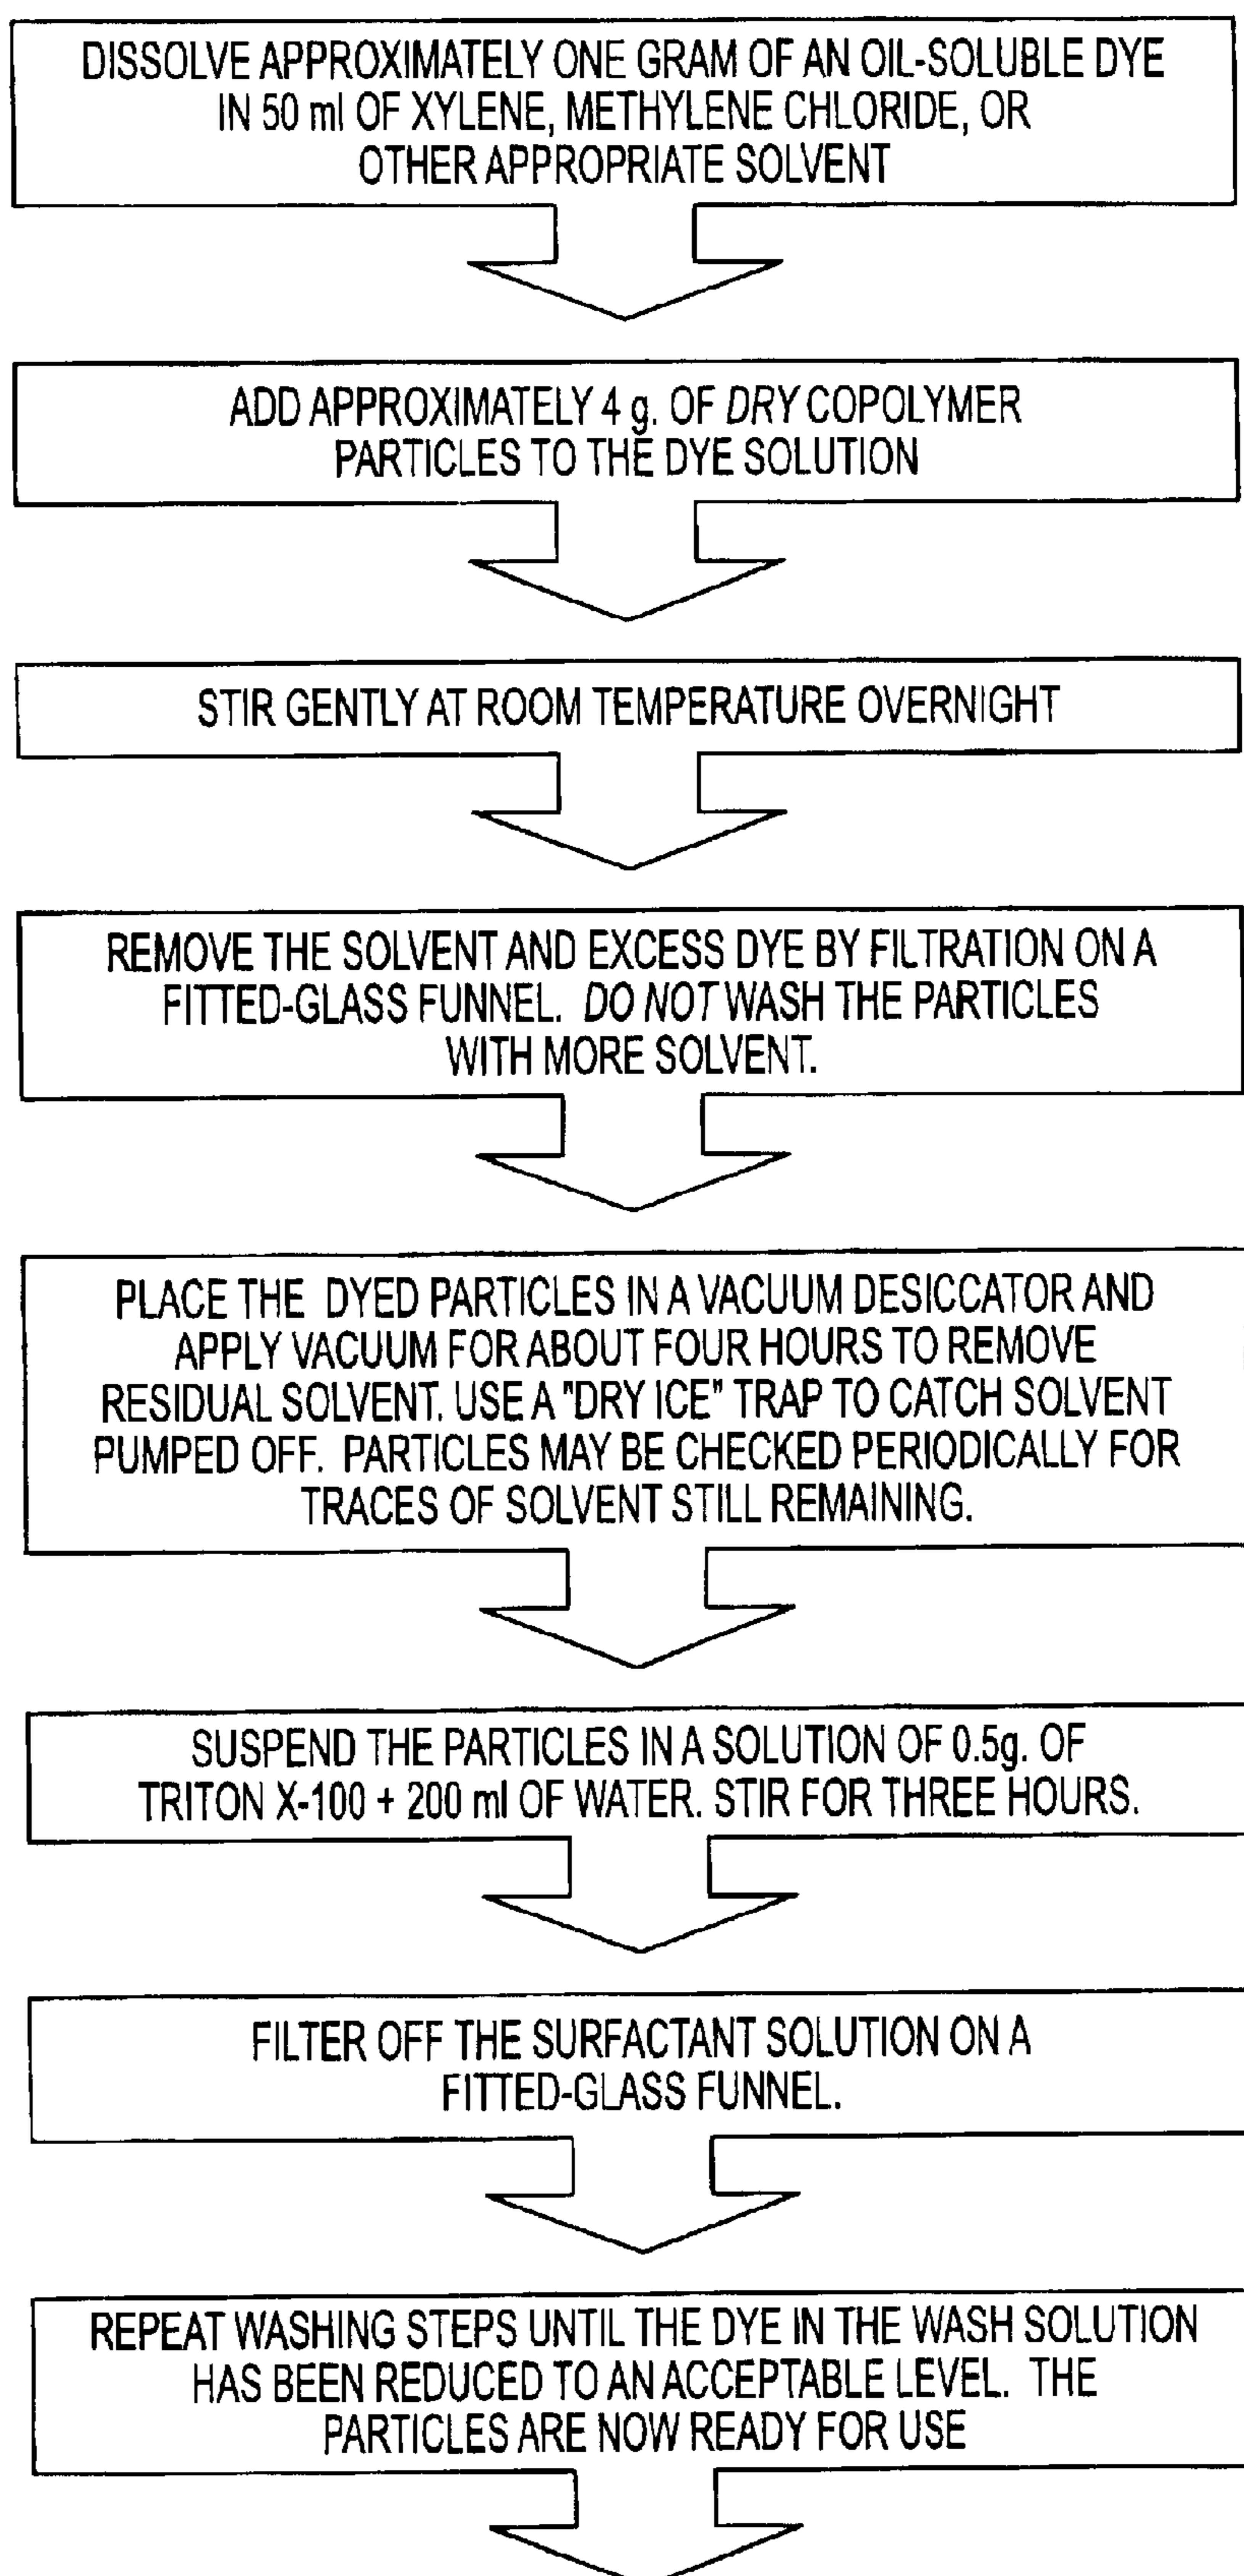 DISSOLVE APPROXIMATELY ONE GRAM OF AN OIL-SOLUBLE DYE
IN 50 ml OF XYLENE, METHYLENE CHLORIDE, OR
OTHER APPROPRIATE SOLVENT
ADD APPROXIMATELY 4 g. OF DRY COPOLYMER
PARTICLES TO THE DYE SOLUTION
STIR GENTLY AT ROOM TEMPERATURE OVERNIGHT
REMOVE THE SOLVENT AND EXCESS DYE BY FILTRATION ON A
FITTED-GLASS FUNNEL. DO NOT WASH THE PARTICLES
WITH MORE SOLVENT.
PLACE THE DYED PARTICLES IN A VACUUM DESICCATOR AND
APPLY VACUUM FOR ABOUT FOUR HOURS TO REMOVE
RESIDUAL SOLVENT. USE A "DRY ICE" TRAP TO CATCH SOLVENT
PUMPED OFF. PARTICLES MAY BE CHECKED PERIODICALLY FOR
TRACES OF SOLVENT STILL REMAINING.
SUSPEND THE PARTICLES IN A SOLUTION OF 0.5g. OF
TRITON X-100 + 200 ml OF WATER. STIR FOR THREE HOURS.
FILTER OFF THE SURFACTANT SOLUTION ON A
FITTED-GLASS FUNNEL.
REPEAT WASHING STEPS UNTIL THE DYE IN THE WASH SOLUTION
HAS BEEN REDUCED TO AN ACCEPTABLE LEVEL. THE
PARTICLES ARE NOW READY FOR USE